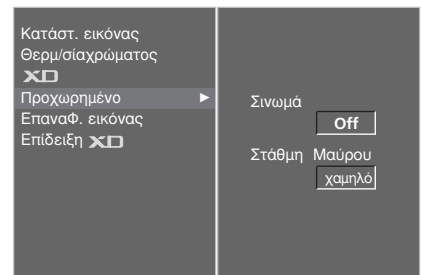 Κατάστ. εικόνας
Θερμ/σίαχρώματος
XD
Προχωρημένο ►
ΕπαναΦ. εικόνας
Επίδειξη XD
Σινωμά
Off
Στάθμη Μαύρου
χαμηλό